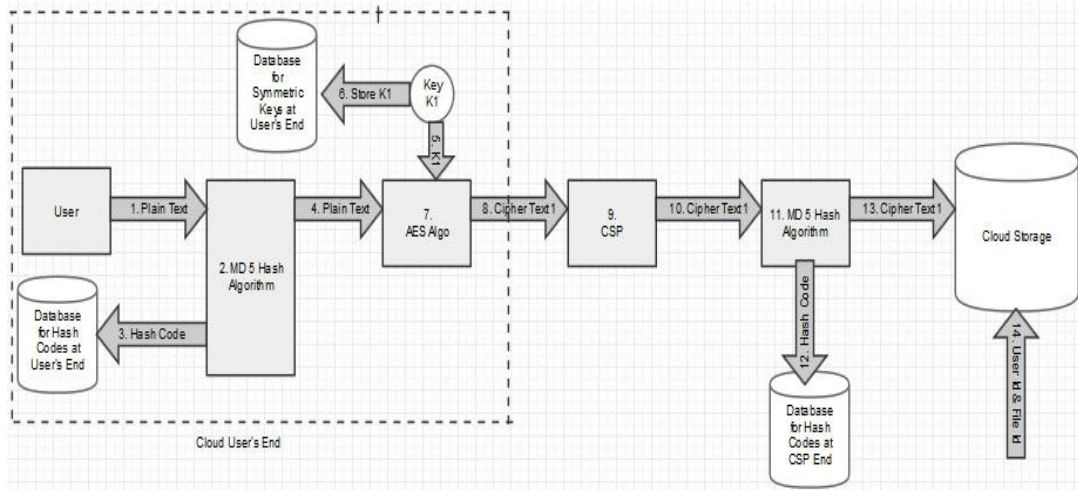 Database
for
Symmetric
Keys at
User's End
6. Store K1
Key
K1
5. K1
User
1. Plain Text
2. MD 5 Hash
Algorithm
4. Plain Text
7.
AES Algo
8. Cipher Text 1
9.
CSP
10. Cipher Text1
11. MD 5 Hash
Algorithm
13. Cipher Text 1
Cloud Storage
Database
for Hash
Codes at
User's End
3. Hash Code
12. Hash Code
14. User Id & File Id
Database
for Hash
Codes at
CSP End
Cloud User's End